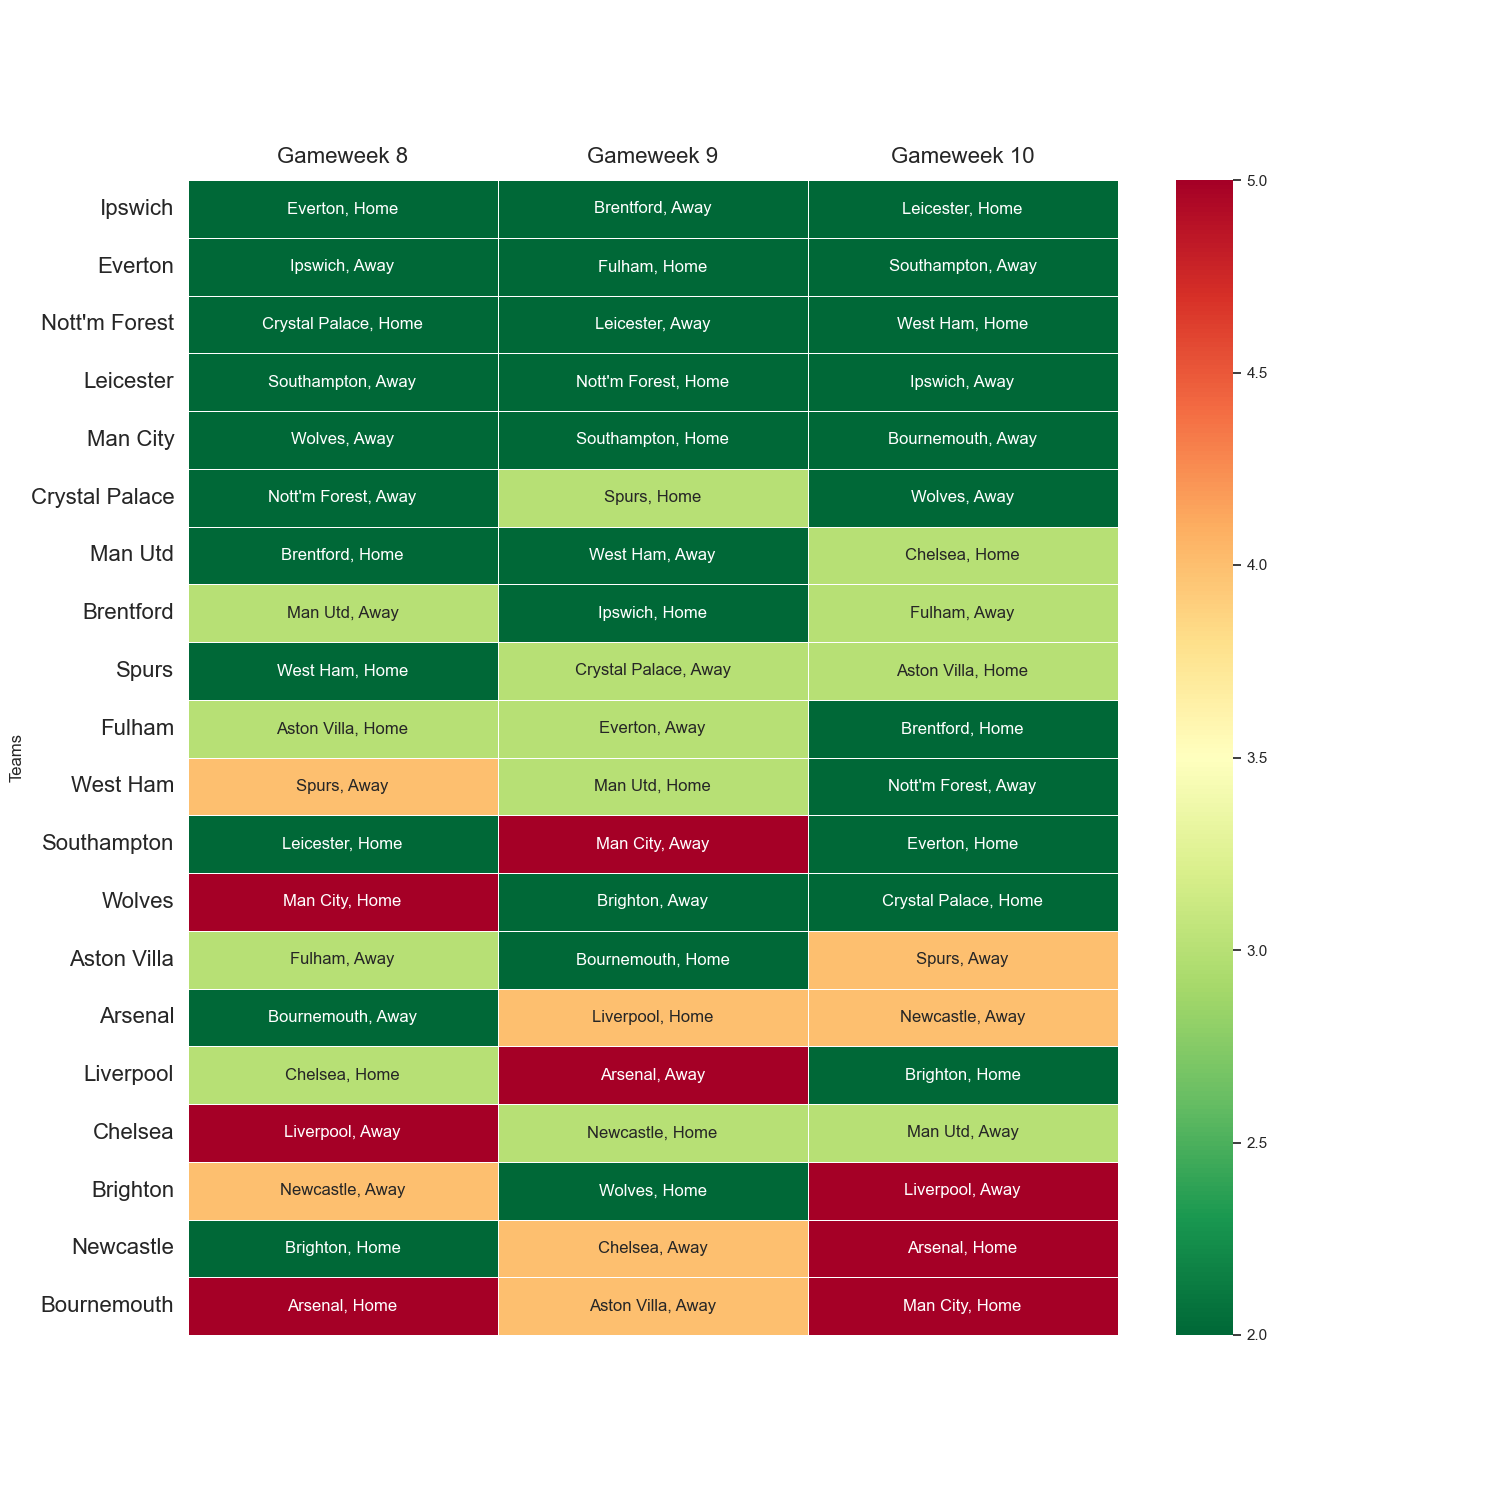 Gameweek 8 Gameweek 9 Gameweek 10
Ipswich Everton, Home Brentford, Away Leicester, Home
Everton Ipswich, Away Fulham, Home Southampton, Away
Nott'm Forest Crystal Palace, Home Leicester, Away West Ham, Home
Leicester Southampton, Away Nott'm Forest, Home Ipswich, Away
Man City Wolves, Away Southampton, Home Bournemouth, Away
Crystal Palace Nott'm Forest, Away Spurs, Home Wolves, Away
Man Utd Brentford, Home West Ham, Away Chelsea, Home
Brentford Man Utd, Away Ipswich, Home Fulham, Away
Spurs West Ham, Home Crystal Palace, Away Aston Villa, Home
Fulham Aston Villa, Home Everton, Away Brentford, Home
West Ham Spurs, Away Man Utd, Home Nott'm Forest, Away
Southampton Leicester, Home Man City, Away Everton, Home
Wolves Man City, Home Brighton, Away Crystal Palace, Home
Aston Villa Fulham, Away Bournemouth, Home Spurs, Away
Arsenal Bournemouth, Away Liverpool, Home Newcastle, Away
Liverpool Chelsea, Home Arsenal, Away Brighton, Home
Chelsea Liverpool, Away Newcastle, Home Man Utd, Away
Brighton Newcastle, Away Wolves, Home Liverpool, Away
Newcastle Brighton, Home Chelsea, Away Arsenal, Home
Bournemouth Arsenal, Home Aston Villa, Away Man City, Home
Teams
5.0
4.5
4.0
3.5
3.0
2.5
2.0